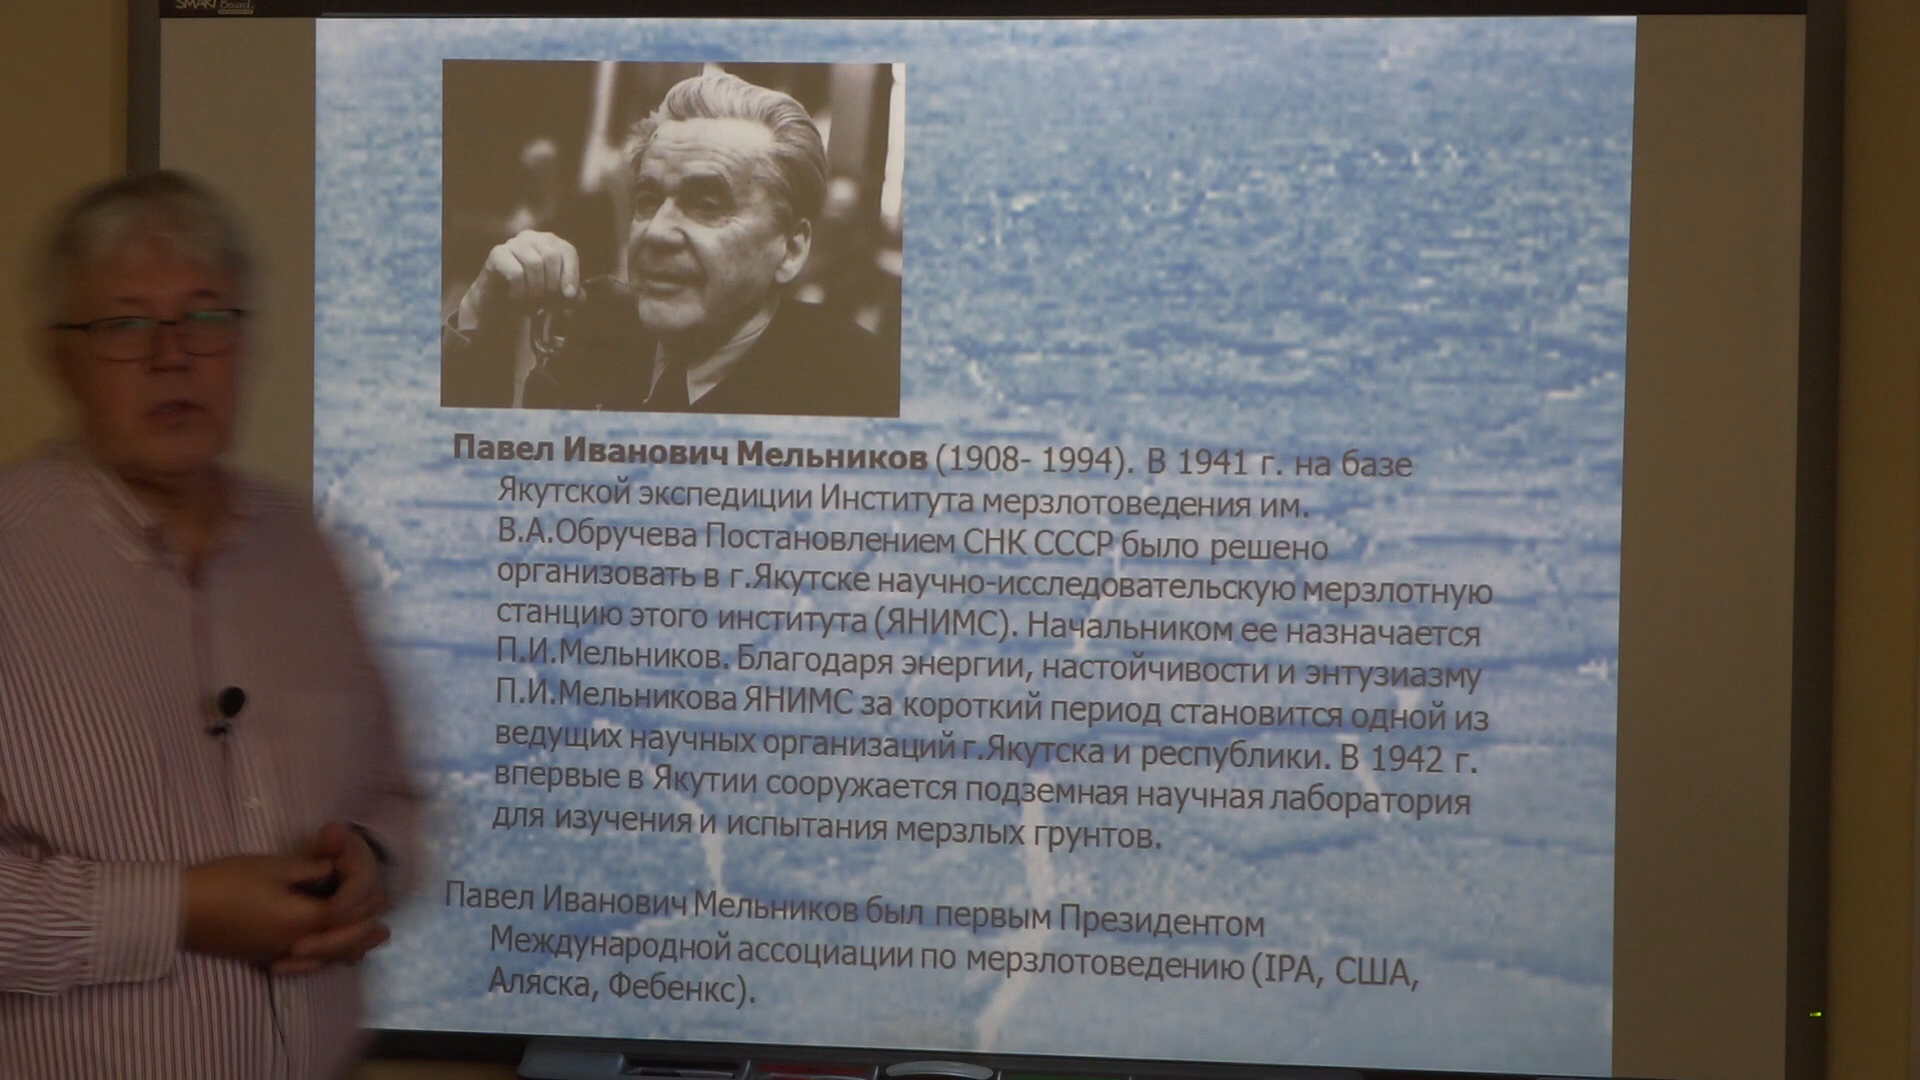 SMART Board
Павел Иванович Мельников (1908- 1994). В 1941 г. на базе
Якутской экспедиции Института мерзлотоведения им.
В.А.Обручева Постановлением СНК СССР было решено
организовать в г.Якутске научно-исследовательскую мерзлотную
станцию этого института (ЯНИМС). Начальником ее назначается
П.И.Мельников. Благодаря энергии, настойчивости и энтузиазму
П.И.Мельникова ЯНИМС за короткий период становится одной из
ведущих научных организаций г.Якутска и республики. В 1942 г.
впервые в Якутии сооружается подземная научная лаборатория
для изучения и испытания мерзлых грунтов.
Павел Иванович Мельников был первым Президентом
Международной ассоциации по мерзлотоведению (IPA, США,
Аляска, Фебенкс).